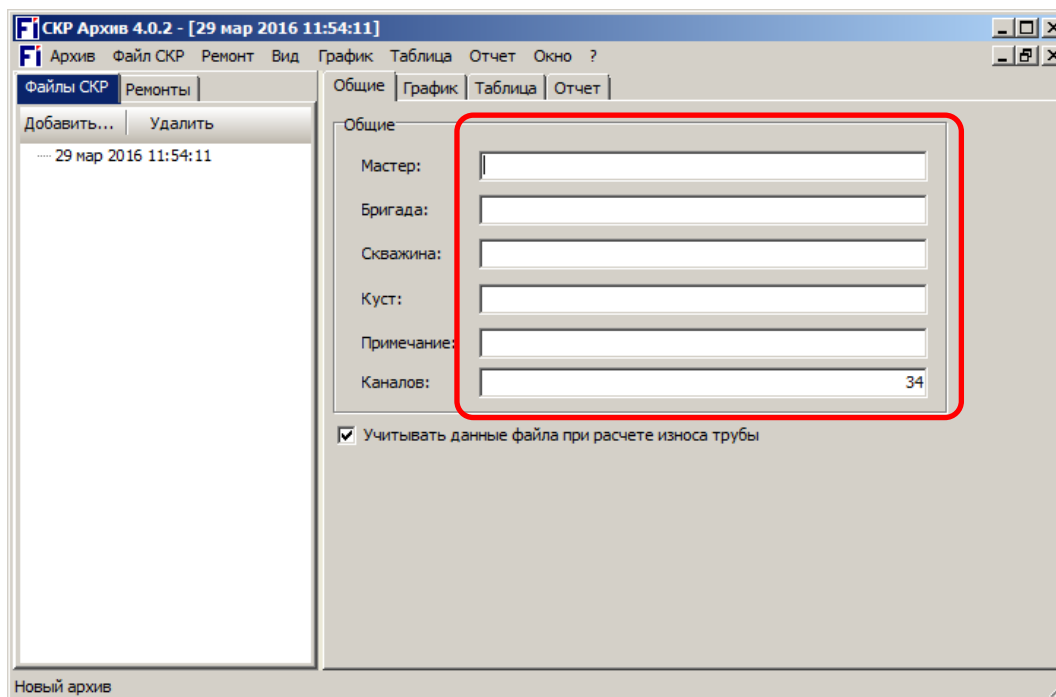 Fi СКР Архив 4.0.2 - [29 мар 2016 11:54:11]
Fi Архив Файл СКР Ремонт Вид График Таблица Отчет Окно ?
Файлы СКР Ремонты
Общие График Таблица Отчет
Добавить... Удалить
29 мар 2016 11:54:11
Общие
Мастер:
Бригада:
Скважина:
Куст:
Примечание:
Каналов: 34
Учитывать данные файла при расчете износа трубы
Новый архив